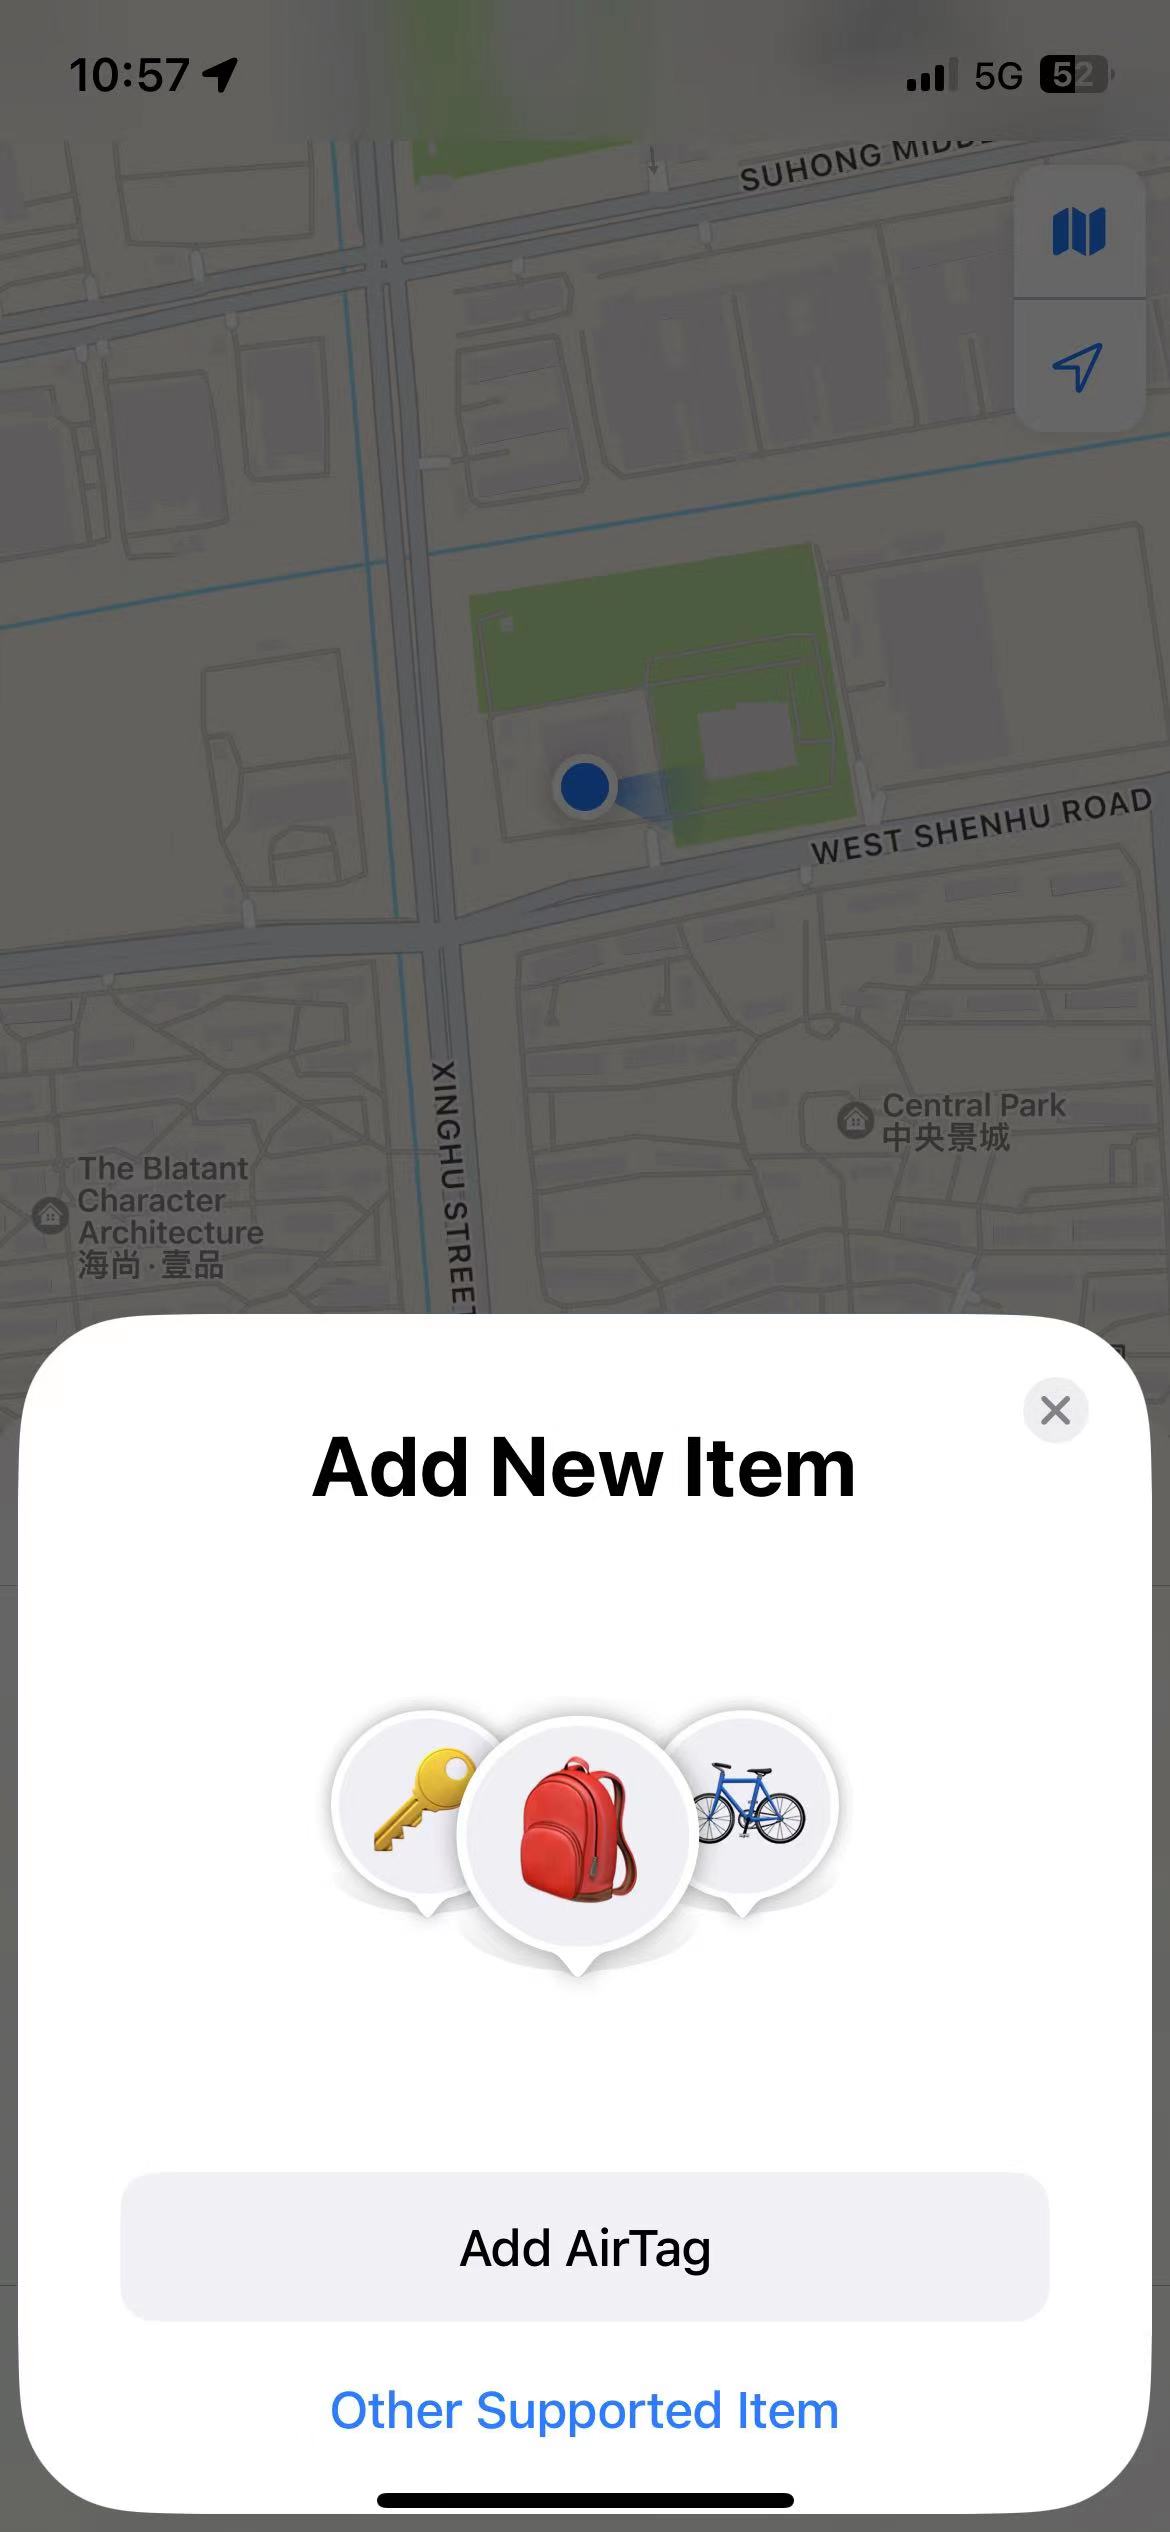 10:57
5G
52
SUHONG
WEST SHENHU ROAD
XINGHU STREET
Central Park
中央景城
The Blatant
Character
Architecture
海尚·壹品
Add New Item
Add AirTag
Other Supported Item